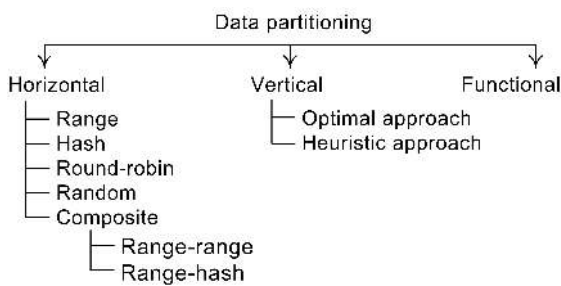 Data partitioning
Horizontal Vertical Functional
Range
Hash
Round-robin
Random
Composite
Range-range
Range-hash
Optimal approach
Heuristic approach